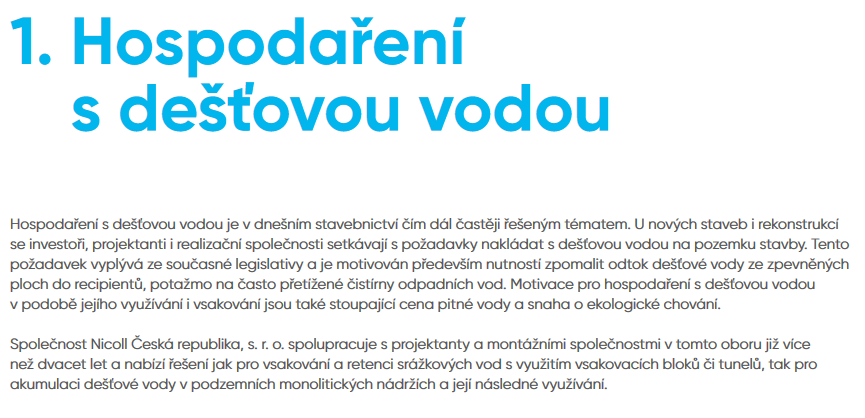 1. Hospodaření
s dešťovou vodou
Hospodaření s dešťovou vodou je v dnešním stavebnictví čím dál častěji řešeným tématem. U nových staveb i rekonstrukcí
se investoři, projektanti i realizační společnosti setkávají s požadavky nakládat s dešťovou vodou na pozemku stavby. Tento
požadavek vyplývá ze současné legislativy a je motivován především nutností zpomalit odtok dešťové vody ze zpevněných
ploch do recipientů, potažmo na často přetížené čistírny odpadních vod. Motivace pro hospodaření s dešťovou vodou
v podobě jejího využívání i vsakování jsou také stoupající cena pitné vody a snaha o ekologické chování.
Společnost Nicoll Česká republika, s. r. o. spolupracuje s projektanty a montážními společnostmi v tomto oboru již více
než dvacet let a nabízí řešení jak pro vsakování a retenci srážkových vod s využitím vsakovacích bloků či tunelů, tak pro
akumulaci dešťové vody v podzemních monolitických nádržích a její následné využívání.